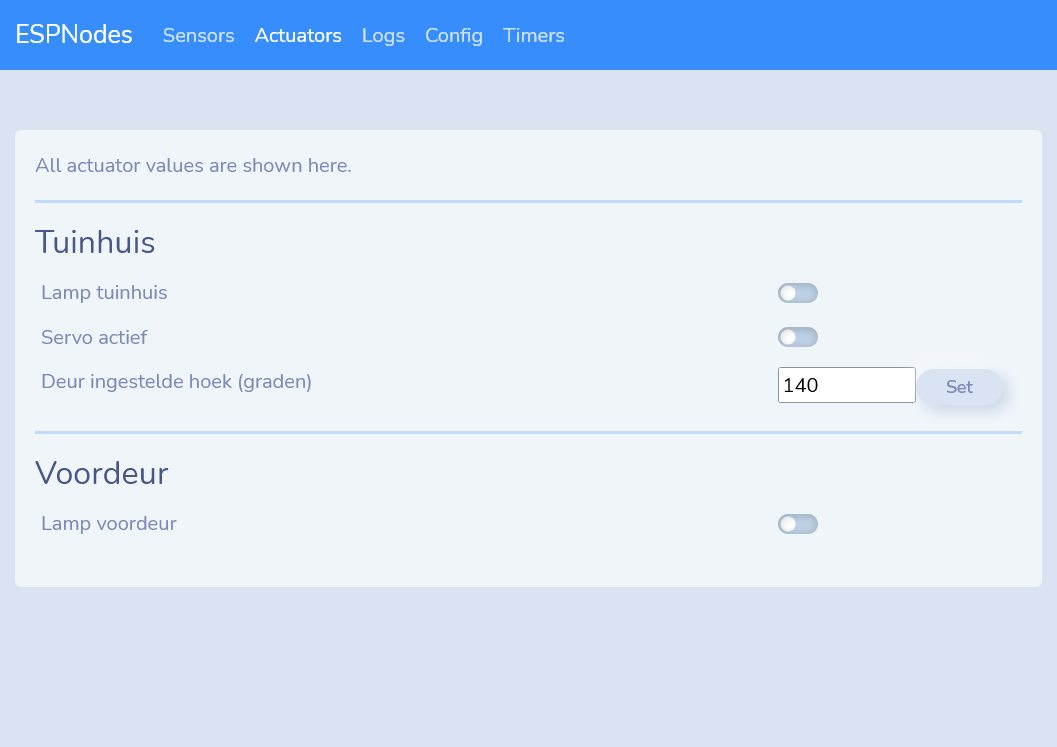 ESPNodes Sensors Actuators Logs Config Timers
All actuator values are shown here.
Tuinhuis
Lamp tuinhuis
Servo actief
Deur ingestelde hoek (graden) 140 Set
Voordeur
Lamp voordeur